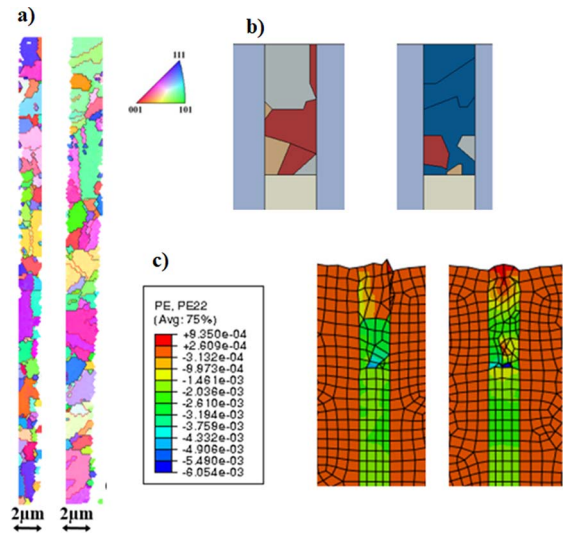 a)
b)
111
001
101
c)
PE, PE22
(Avg: 75%)
+9.350e-04
+2.609e-04
-3.132e-04
-9.973e-04
-1.461e-03
-2.036e-03
-2.610e-03
-3.194e-03
-3.759e-03
-4.332e-03
-4.906e-03
-5.490e-03
-6.054e-03
2μm 2μm